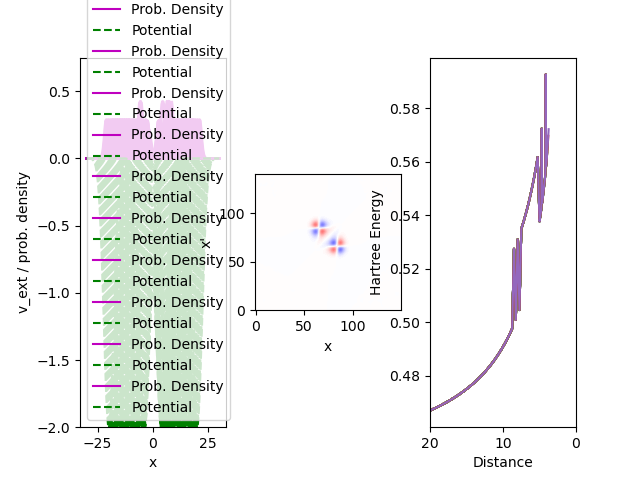 Prob. Density
Potential
Prob. Density
Potential
Prob. Density
Potential
Prob. Density
Potential
Prob. Density
Potential
Prob. Density
Potential
Prob. Density
Potential
Prob. Density
Potential
Prob. Density
Potential
Prob. Density
Potential
0.5
0.0
−0.5
−1.0
−1.5
−2.0
−25
0
25
x
v_ext / prob. density
100
50
0
0
50
100
x
x'
0.58
0.56
0.54
0.52
0.50
0.48
20
10
0
Distance
Hartree Energy